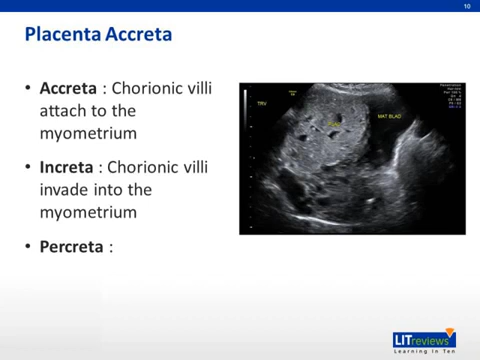 10
Placenta Accreta
• Accreta : Chorionic villi
attach to the
myometrium
• Increta : Chorionic villi
invade into the
myometrium
• Percreta :
TRV
MAT BLAD
LITreviews
Learning In Ten